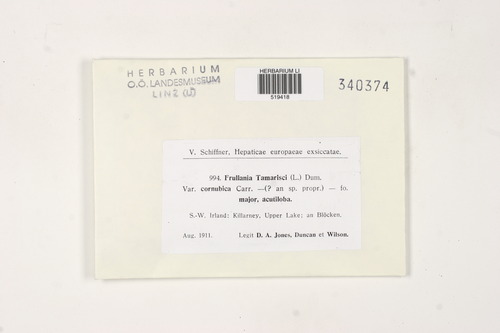 HERBARIUM
O.Ö. LANDESMUSEUM
LINZ (LI)
HERBARIUM LI
519418
340374
V. Schiffner, Hepaticae europaeae exsiccatae.
994. Frullania Tamarisci (L.) Dum.
Var. cornubica Carr. —(? an sp. propr.) — fo.
major, acutiloba.
S.-W. Irland: Killarney, Upper Lake; an Blöcken.
Aug. 1911. Legit D. A. Jones, Duncan et Wilson.